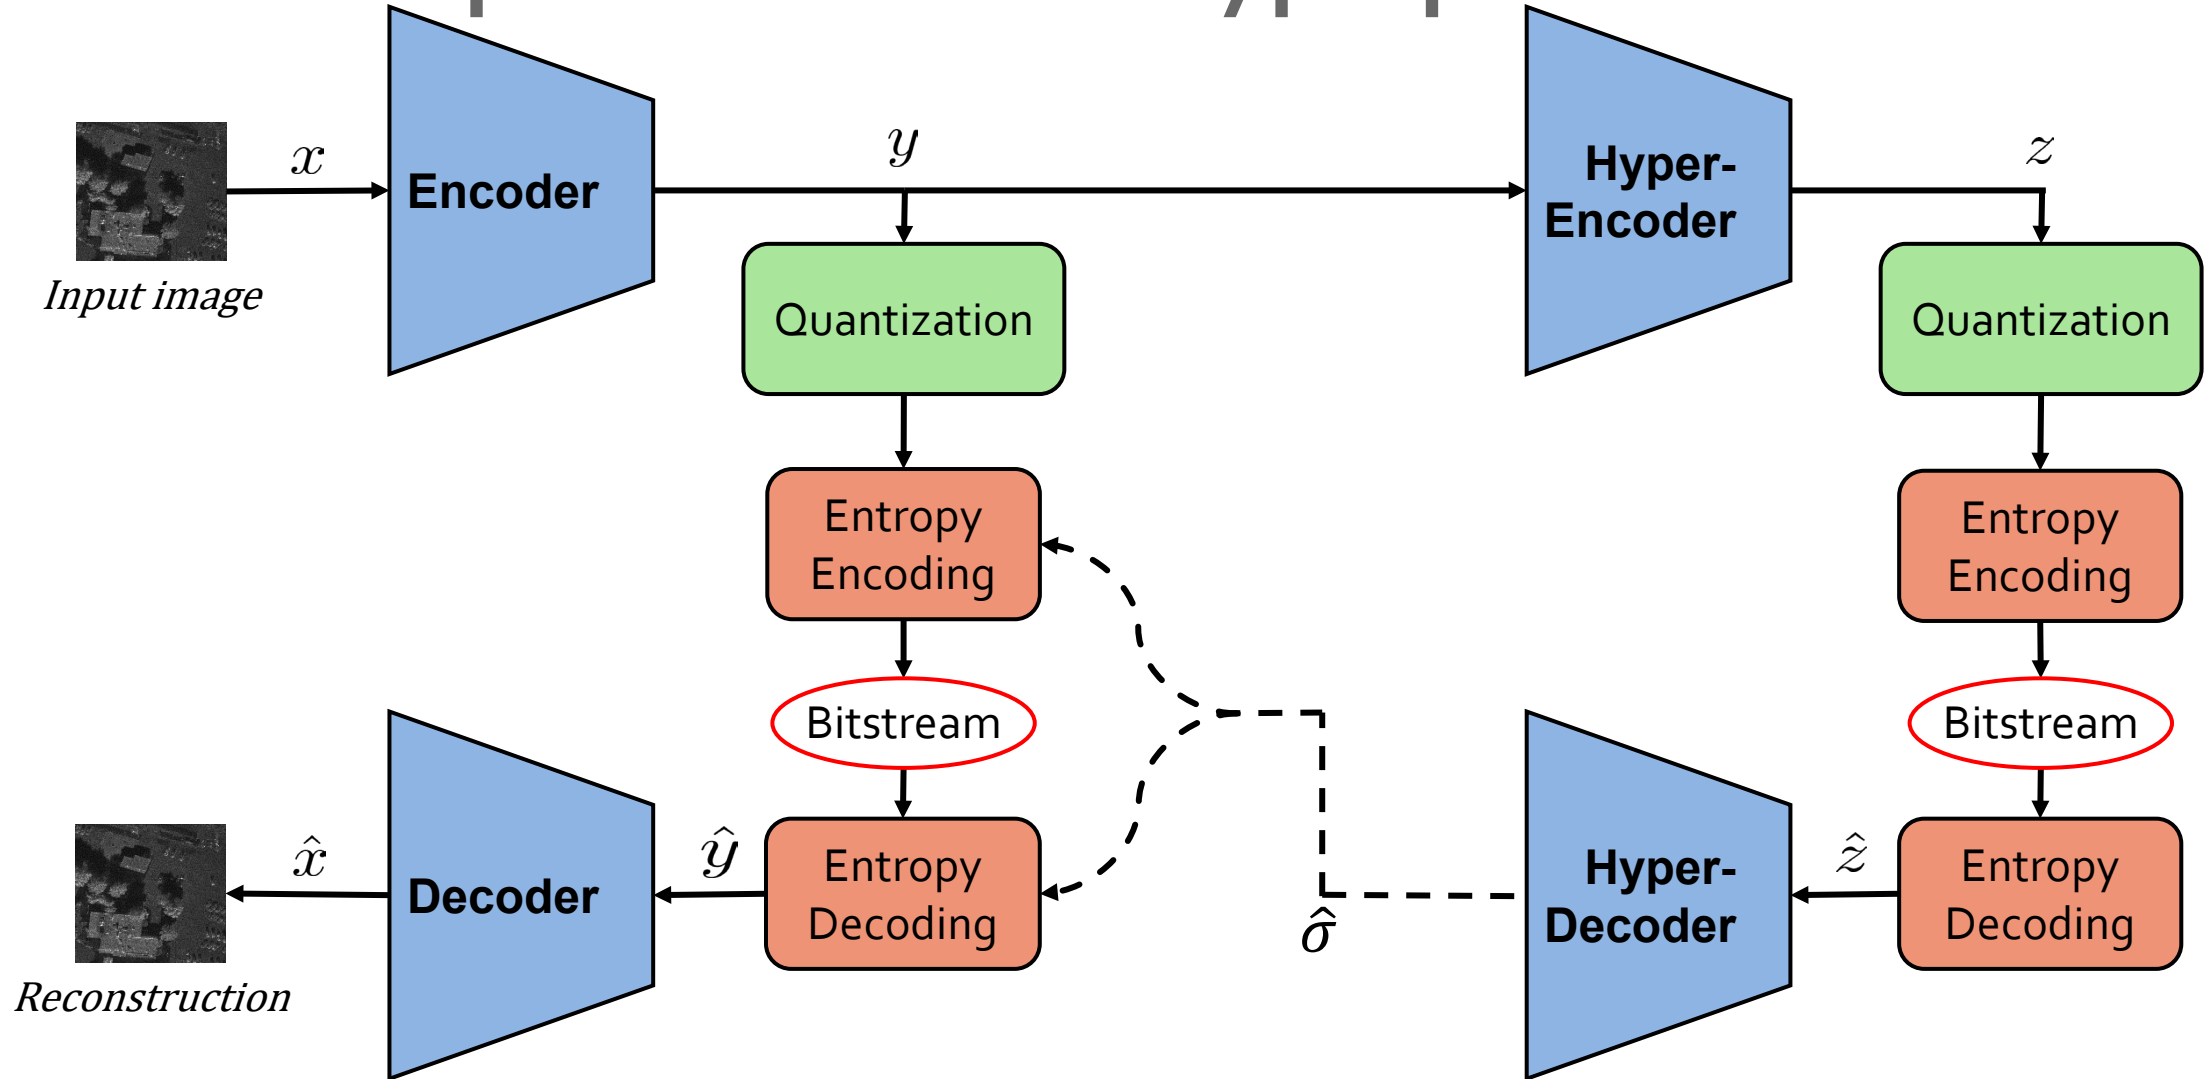 x
y
z
Encoder
Hyper-
Encoder
Input image
Quantization
Quantization
Entropy
Encoding
Entropy
Encoding
Bitstream
Bitstream
x̂
Decoder
ŷ
Entropy
Decoding
σ̂
Hyper-
Decoder
ẑ
Entropy
Decoding
Reconstruction